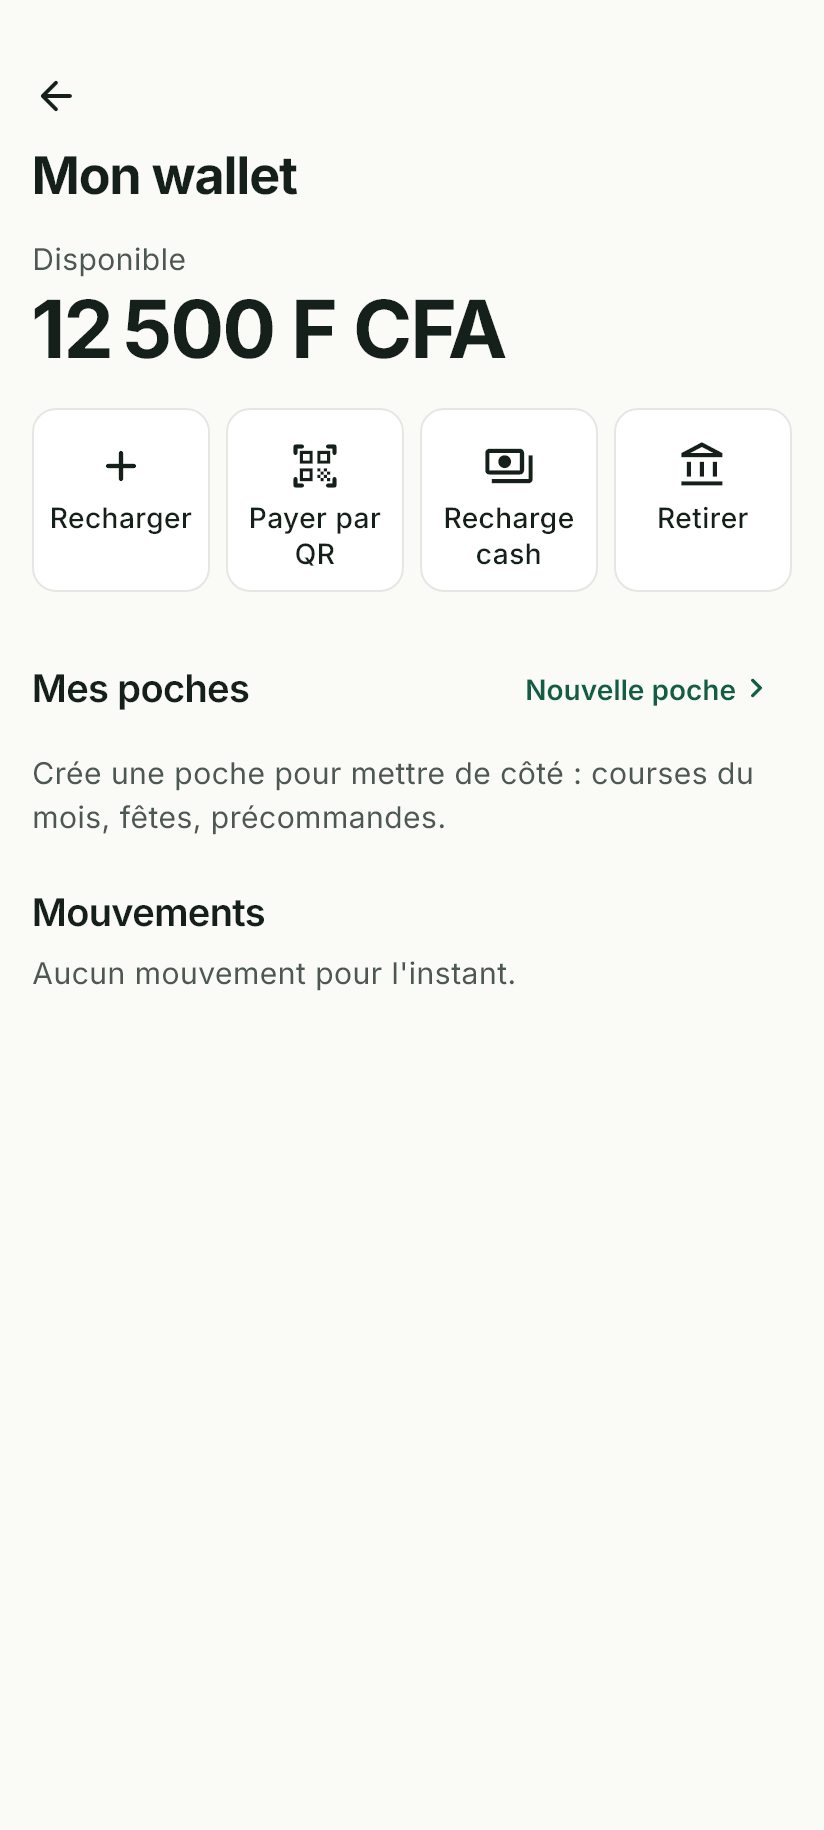 Mon wallet
Disponible
12 500 F CFA
Recharger
Payer par
QR
Recharge
cash
Retirer
Mes poches
Nouvelle poche
Crée une poche pour mettre de côté : courses du
mois, fêtes, précommandes.
Mouvements
Aucun mouvement pour l'instant.